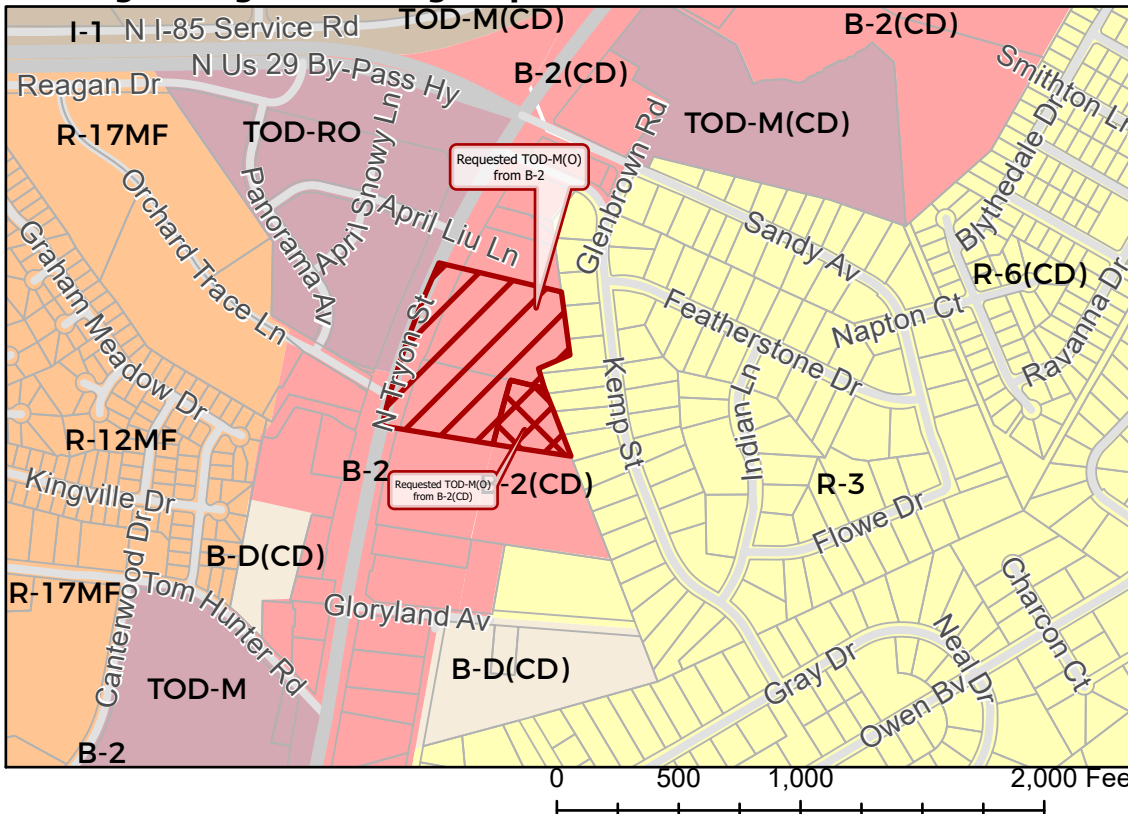 TOD-M(CD)
B-2(CD)
I-1
N I-85 Service Rd
N Us 29 By-Pass Hy
B-2(CD)
Smithton Ln
Reagan Dr
R-17MF
TOD-RO
TOD-M(CD)
Glenbrown Rd
Blythedale Dr
Requested TOD-M(O)
from B-2
Orchard Trace Ln
Panorama Av
April Snowy Ln
April Liu Ln
Sandy Av
R-6(CD)
Graham Meadow Dr
N Tryon St
Featherstone Dr
Napton Ct
Ravanna Dr
Kemp St
Indupian Ln
R-12MF
B-2
Requested TOD-M(O)
from B-2(CD)
-2(CD)
R-3
Kingville Dr
Flowe Dr
B-D(CD)
R-17MF
Canterwood Dr
Tom Hunter Rd
Gloryland Av
Charcon Ct
B-D(CD)
Gray Dr
Neal Dr
TOD-M
Owen Bv
B-2
0 500 1,000 2,000 Fee